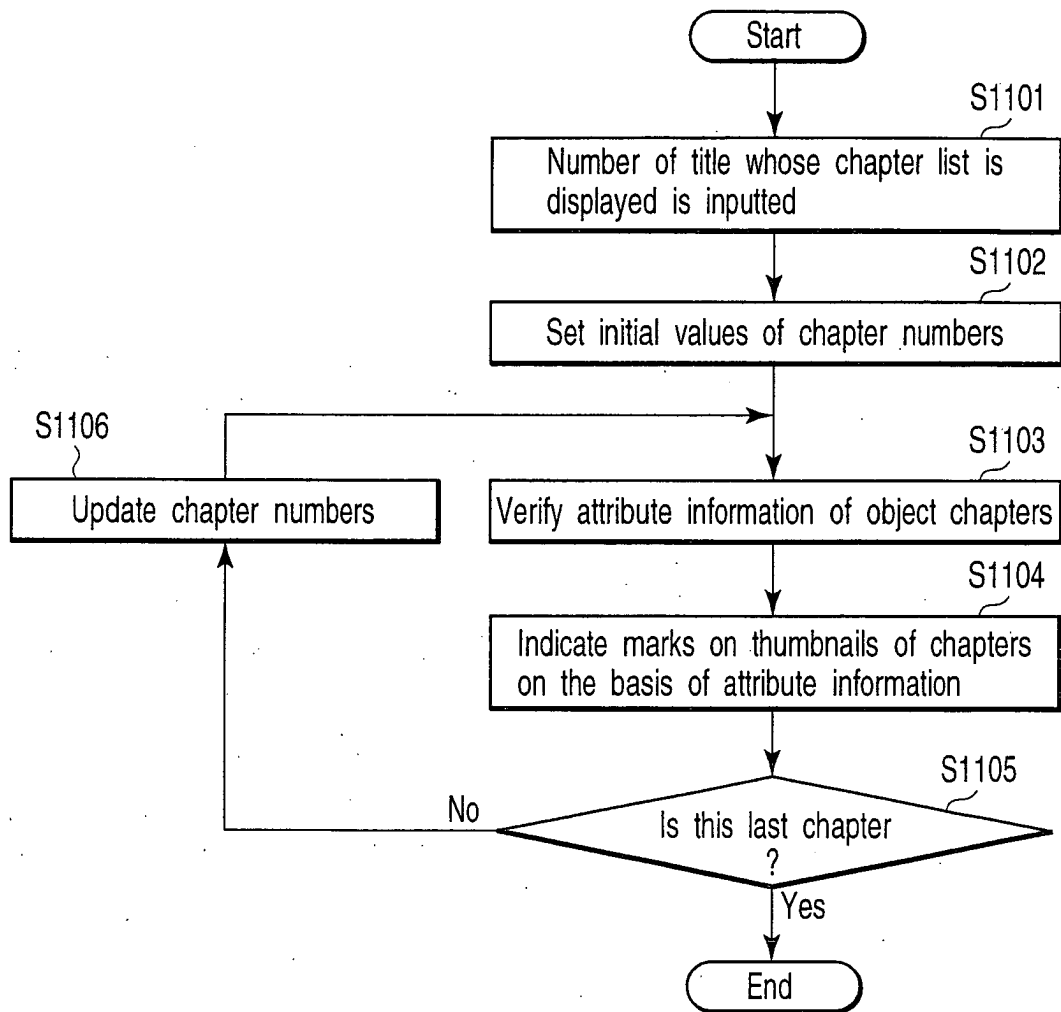 Start
S1101
Number of title whose chapter list is
displayed is inputted
S1102
Set initial values of chapter numbers
S1106
Update chapter numbers
S1103
Verify attribute information of object chapters
S1104
Indicate marks on thumbnails of chapters
on the basis of attribute information
S1105
Is this last chapter
?
No
Yes
End